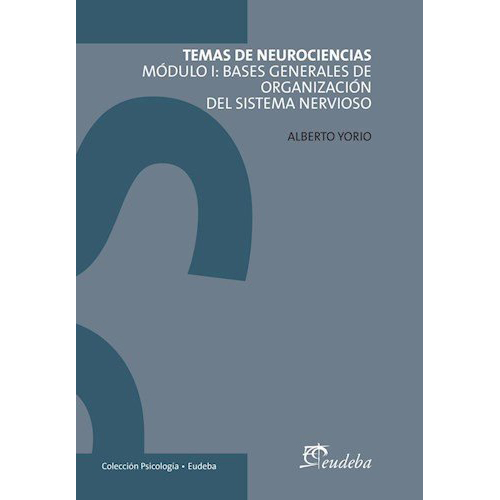 TEMAS DE NEUROCIENCIAS
MÓDULO I: BASES GENERALES DE
ORGANIZACIÓN
DEL SISTEMA NERVIOSO
ALBERTO YORIO
Eudeba
Colección Psicología • Eudeba